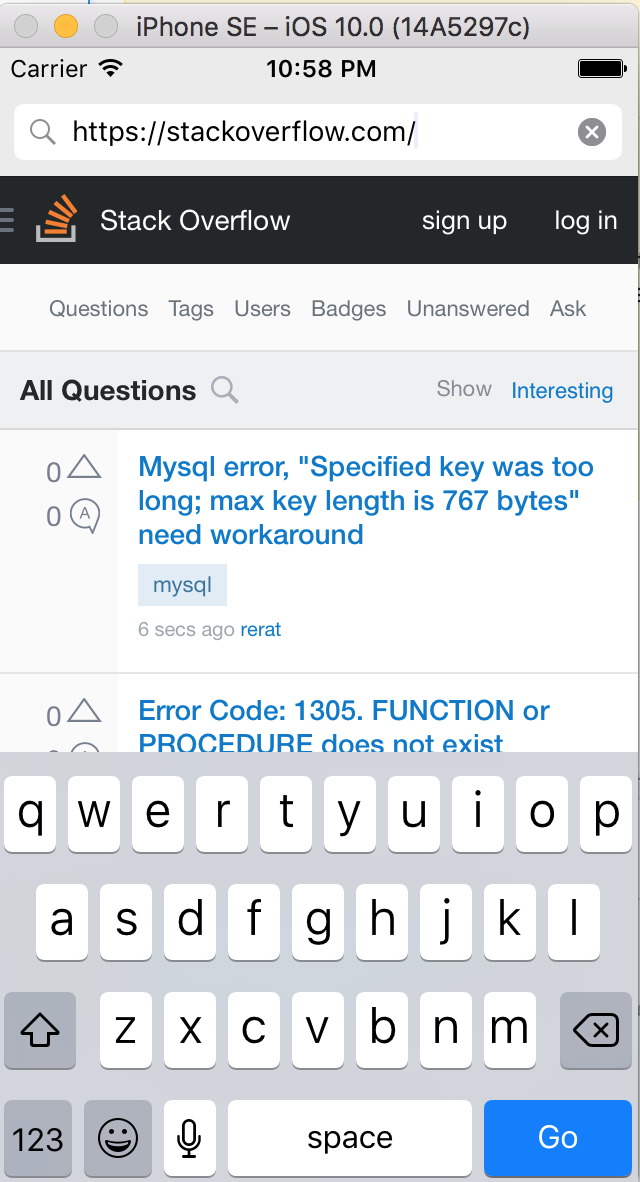 iPhone SE – iOS 10.0 (14A5297c)
Carrier 10:58 PM
https://stackoverflow.com/
Stack Overflow sign up log in
Questions Tags Users Badges Unanswered Ask
All Questions Show Interesting
0 Mysql error, "Specified key was too
long; max key length is 767 bytes"
0 A
need workaround
mysql
6 secs ago rerat
0 Error Code: 1305. FUNCTION or
PROCEDURE does not exist
q w e r t y u i o p
a s d f g h j k l
z x c v b n m
123 space Go